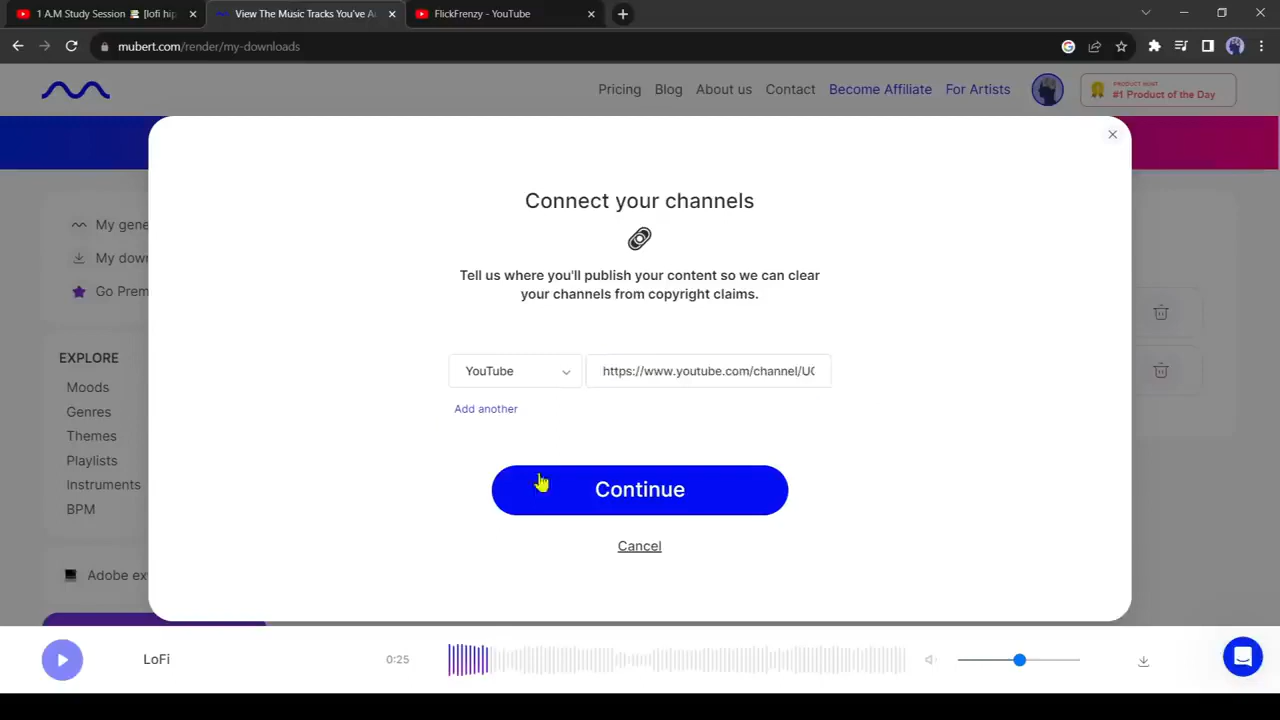 1 A.M Study Session 📚 [lofi hip
View The Music Tracks You've Au
FlickFrenzy - YouTube
mubert.com/render/my-downloads
Pricing
Blog
About us
Contact
Become Affiliate
For Artists
PRODUCT HUNT
#1 Product of the Day
Connect your channels
Tell us where you'll publish your content so we can clear
your channels from copyright claims.
YouTube
https://www.youtube.com/channel/UC
Add another
Continue
Cancel
My gene
My down
Go Prem
EXPLORE
Moods
Genres
Themes
Playlists
Instruments
BPM
Adobe ex
LoFi
0:25